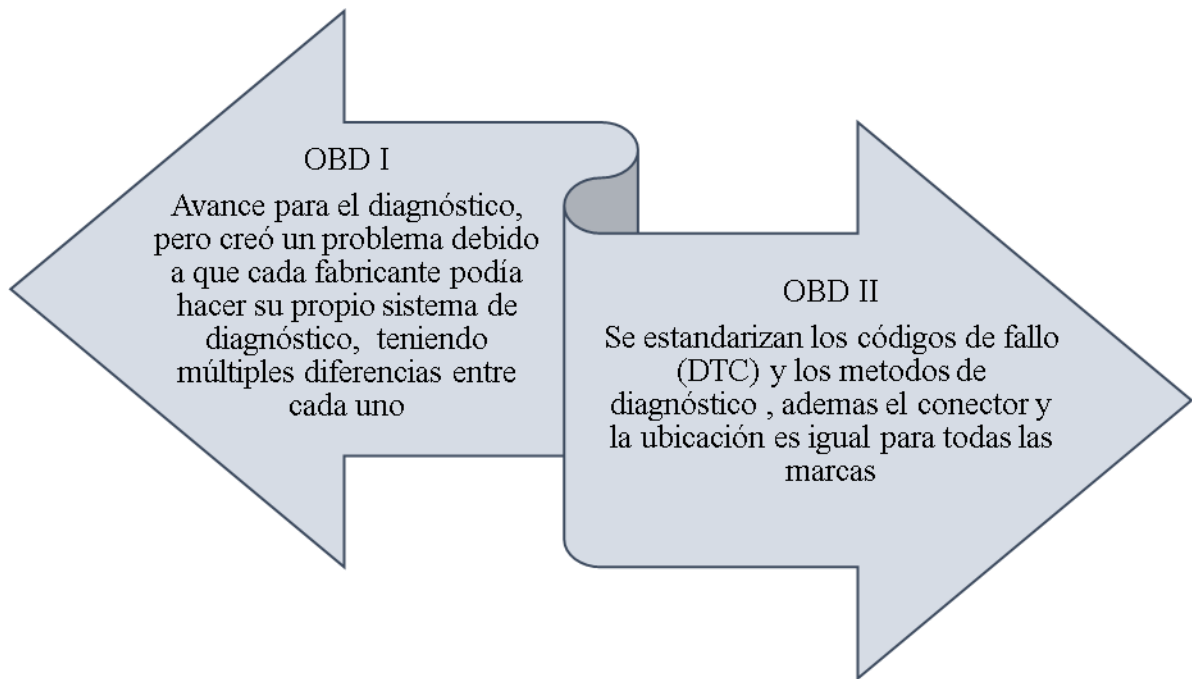 OBD I
Avance para el diagnóstico,
pero creó un problema debido
a que cada fabricante podía
hacer su propio sistema de
diagnóstico, teniendo
múltiples diferencias entre
cada uno
OBD II
Se estandarizan los códigos de fallo
(DTC) y los metodos de
diagnóstico , ademas el conector y
la ubicación es igual para todas las
marcas